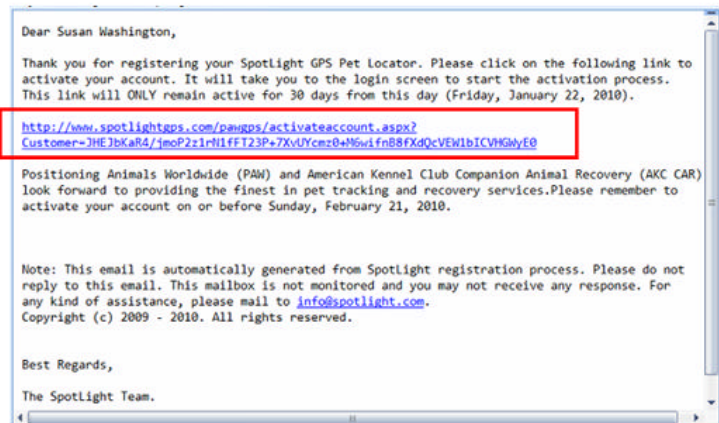 Dear Susan Washington,
Thank you for registering your SpotLight GPS Pet Locator. Please click on the following link to
activate your account. It will take you to the login screen to start the activation process.
This link will ONLY remain active for 30 days from this day (Friday, January 22, 2010).
http://www.spotlightgps.com/pawgps/activateaccount.aspx?
Customer=JHEJbKaR4/jmoP2z1rN1fFT23P+7XvUYcmz0+M6wifnB8fXdQcVEW1bICVHGWyE0
Positioning Animals Worldwide (PAW) and American Kennel Club Companion Animal Recovery (AKC CAR)
look forward to providing the finest in pet tracking and recovery services.Please remember to
activate your account on or before Sunday, February 21, 2010.
Note: This email is automatically generated from SpotLight registration process. Please do not
reply to this email. This mailbox is not monitored and you may not receive any response. For
any kind of assistance, please mail to info@spotlight.com.
Copyright (c) 2009 - 2010. All rights reserved.
Best Regards,
The SpotLight Team.